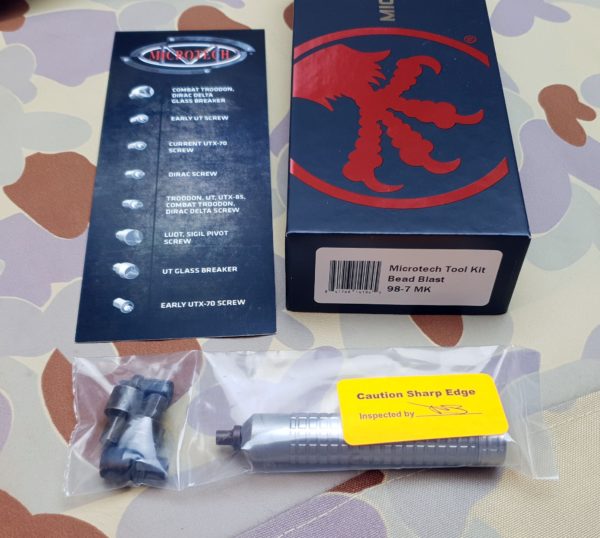 MICROTECH
COMBAT TROODON,
DIRAC DELTA
GLASS BREAKER
EARLY UT SCREW
CURRENT UTX-70
SCREW
DIRAC SCREW
TROODON, UT, UTX-85,
COMBAT TROODON,
DIRAC DELTA SCREW
LUDT, SIGIL PIVOT
SCREW
UT GLASS BREAKER
EARLY UTX-70 SCREW
MIC
®
Microtech Tool Kit
Bead Blast
98-7 MK
Caution Sharp Edge
Inspected by